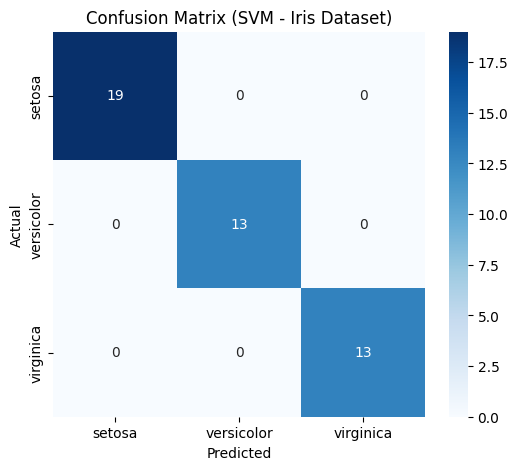 Confusion Matrix (SVM - Iris Dataset)
setosa
19 0 0
versicolor
0 13 0
virginica
0 0 13
Actual
setosa versicolor virginica
Predicted
17.5
15.0
12.5
10.0
7.5
5.0
2.5
0.0